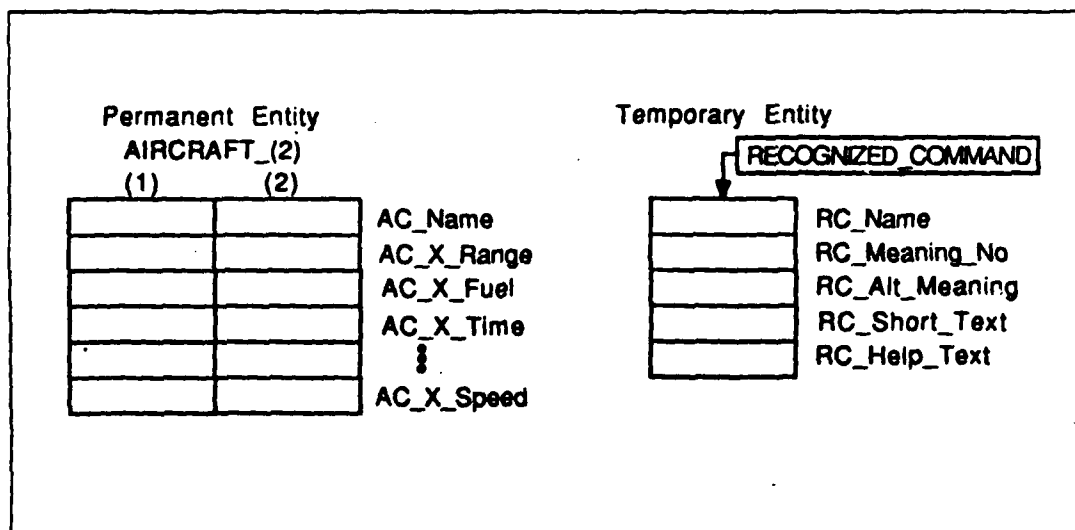 Permanent Entity
AIRCRAFT_(2)
(1) (2)
AC_Name
AC_X_Range
AC_X_Fuel
AC_X_Time
AC_X_Speed
Temporary Entity
RECOGNIZED_COMMAND
RC_Name
RC_Meaning_No
RC_Alt_Meaning
RC_Short_Text
RC_Help_Text